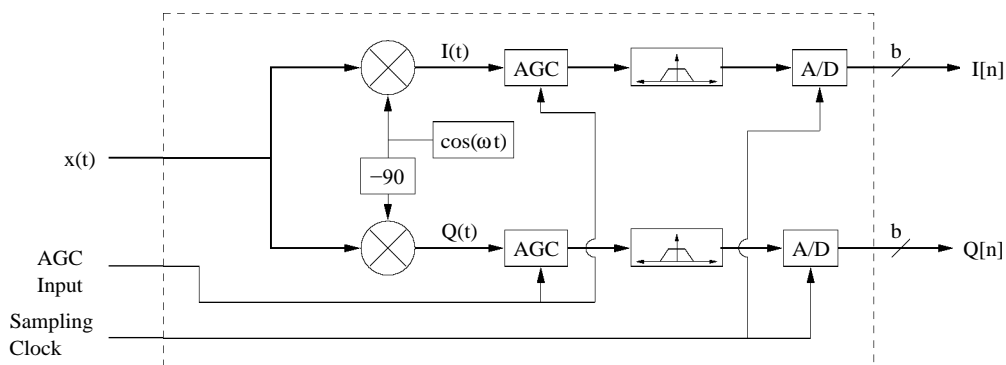 I(t)
AGC
A/D
b
I[n]
cos(ωt)
x(t)
−90
Q(t)
AGC
A/D
b
Q[n]
AGC
Input
Sampling
Clock